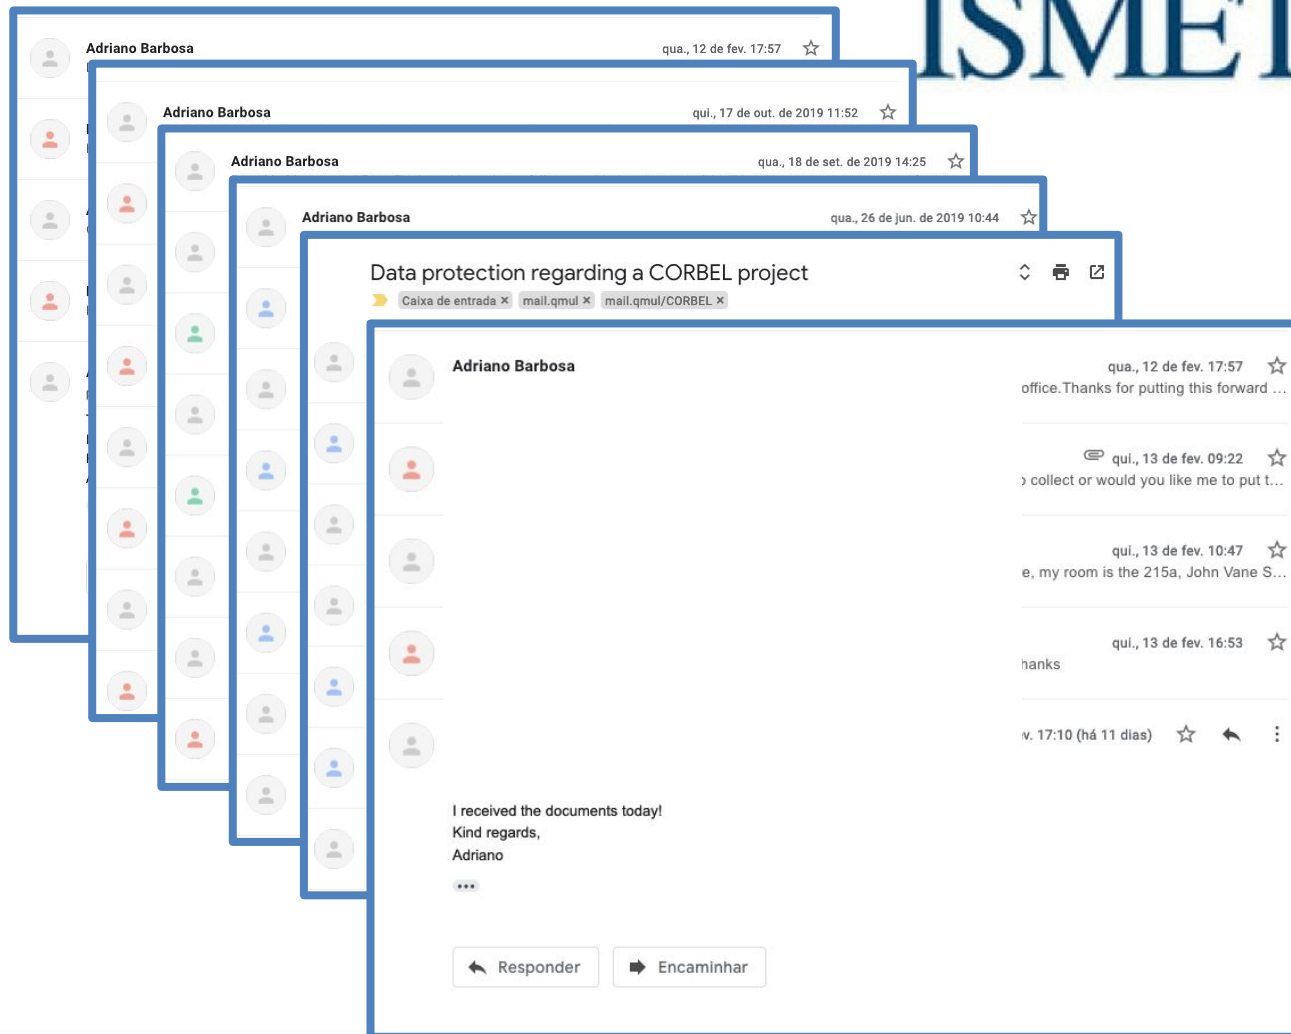 ISMET
Adriano Barbosa qua., 12 de fev. 17:57
Adriano Barbosa qui., 17 de out. de 2019 11:52
Adriano Barbosa qua., 18 de set. de 2019 14:25
Adriano Barbosa qua., 26 de jun. de 2019 10:44
Data protection regarding a CORBEL project
Caixa de entrada × mail.qmul × mail.qmul/CORBEL ×
Adriano Barbosa qua., 12 de fev. 17:57
office.Thanks for putting this forward ...
qui., 13 de fev. 09:22
collect or would you like me to put t...
qui., 13 de fev. 10:47
e, my room is the 215a, John Vane S...
qui., 13 de fev. 16:53
hanks
v. 17:10 (há 11 dias)
I received the documents today!
Kind regards,
Adriano
•••
Responder Encaminhar